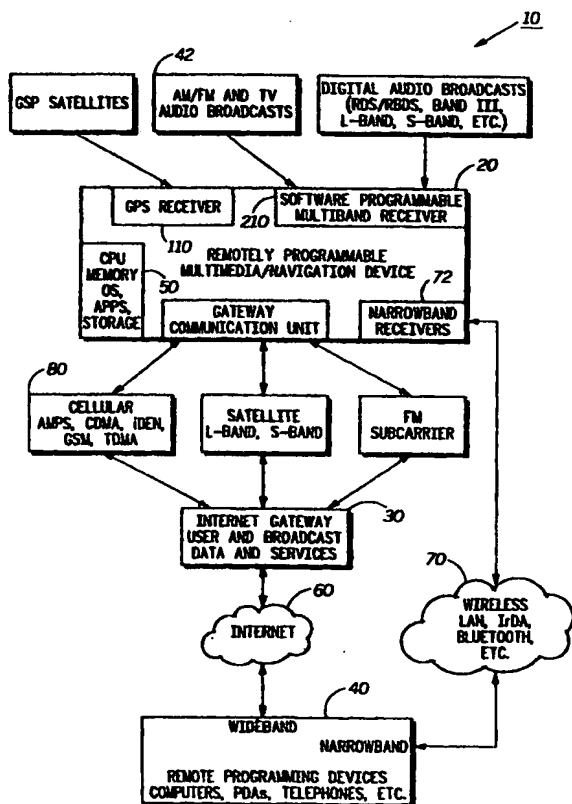 10
42
GSP SATELLITES
AM/FM AND TV
AUDIO BROADCASTS
DIGITAL AUDIO BROADCASTS
(RDS/RBDS, BAND III,
L-BAND, S-BAND, ETC.)
20
GPS RECEIVER
210
SOFTWARE PROGRAMMABLE
MULTIBAND RECEIVER
110
REMOTELY PROGRAMMABLE
MULTIMEDIA/NAVIGATION DEVICE
CPU
MEMORY
OS,
APPS,
STORAGE
50
72
GATEWAY
COMMUNICATION UNIT
NARROWBAND
RECEIVERS
80
CELLULAR
AMPS, CDMA, iDEN,
GSM, TDMA
SATELLITE
L-BAND, S-BAND
FM
SUBCARRIER
30
INTERNET GATEWAY
USER AND BROADCAST
DATA AND SERVICES
70
WIRELESS
LAN, IrDA,
BLUETOOTH,
ETC.
60
INTERNET
40
WIDEBAND
NARROWBAND
REMOTE PROGRAMMING DEVICES
COMPUTERS, PDAs, TELEPHONES, ETC.